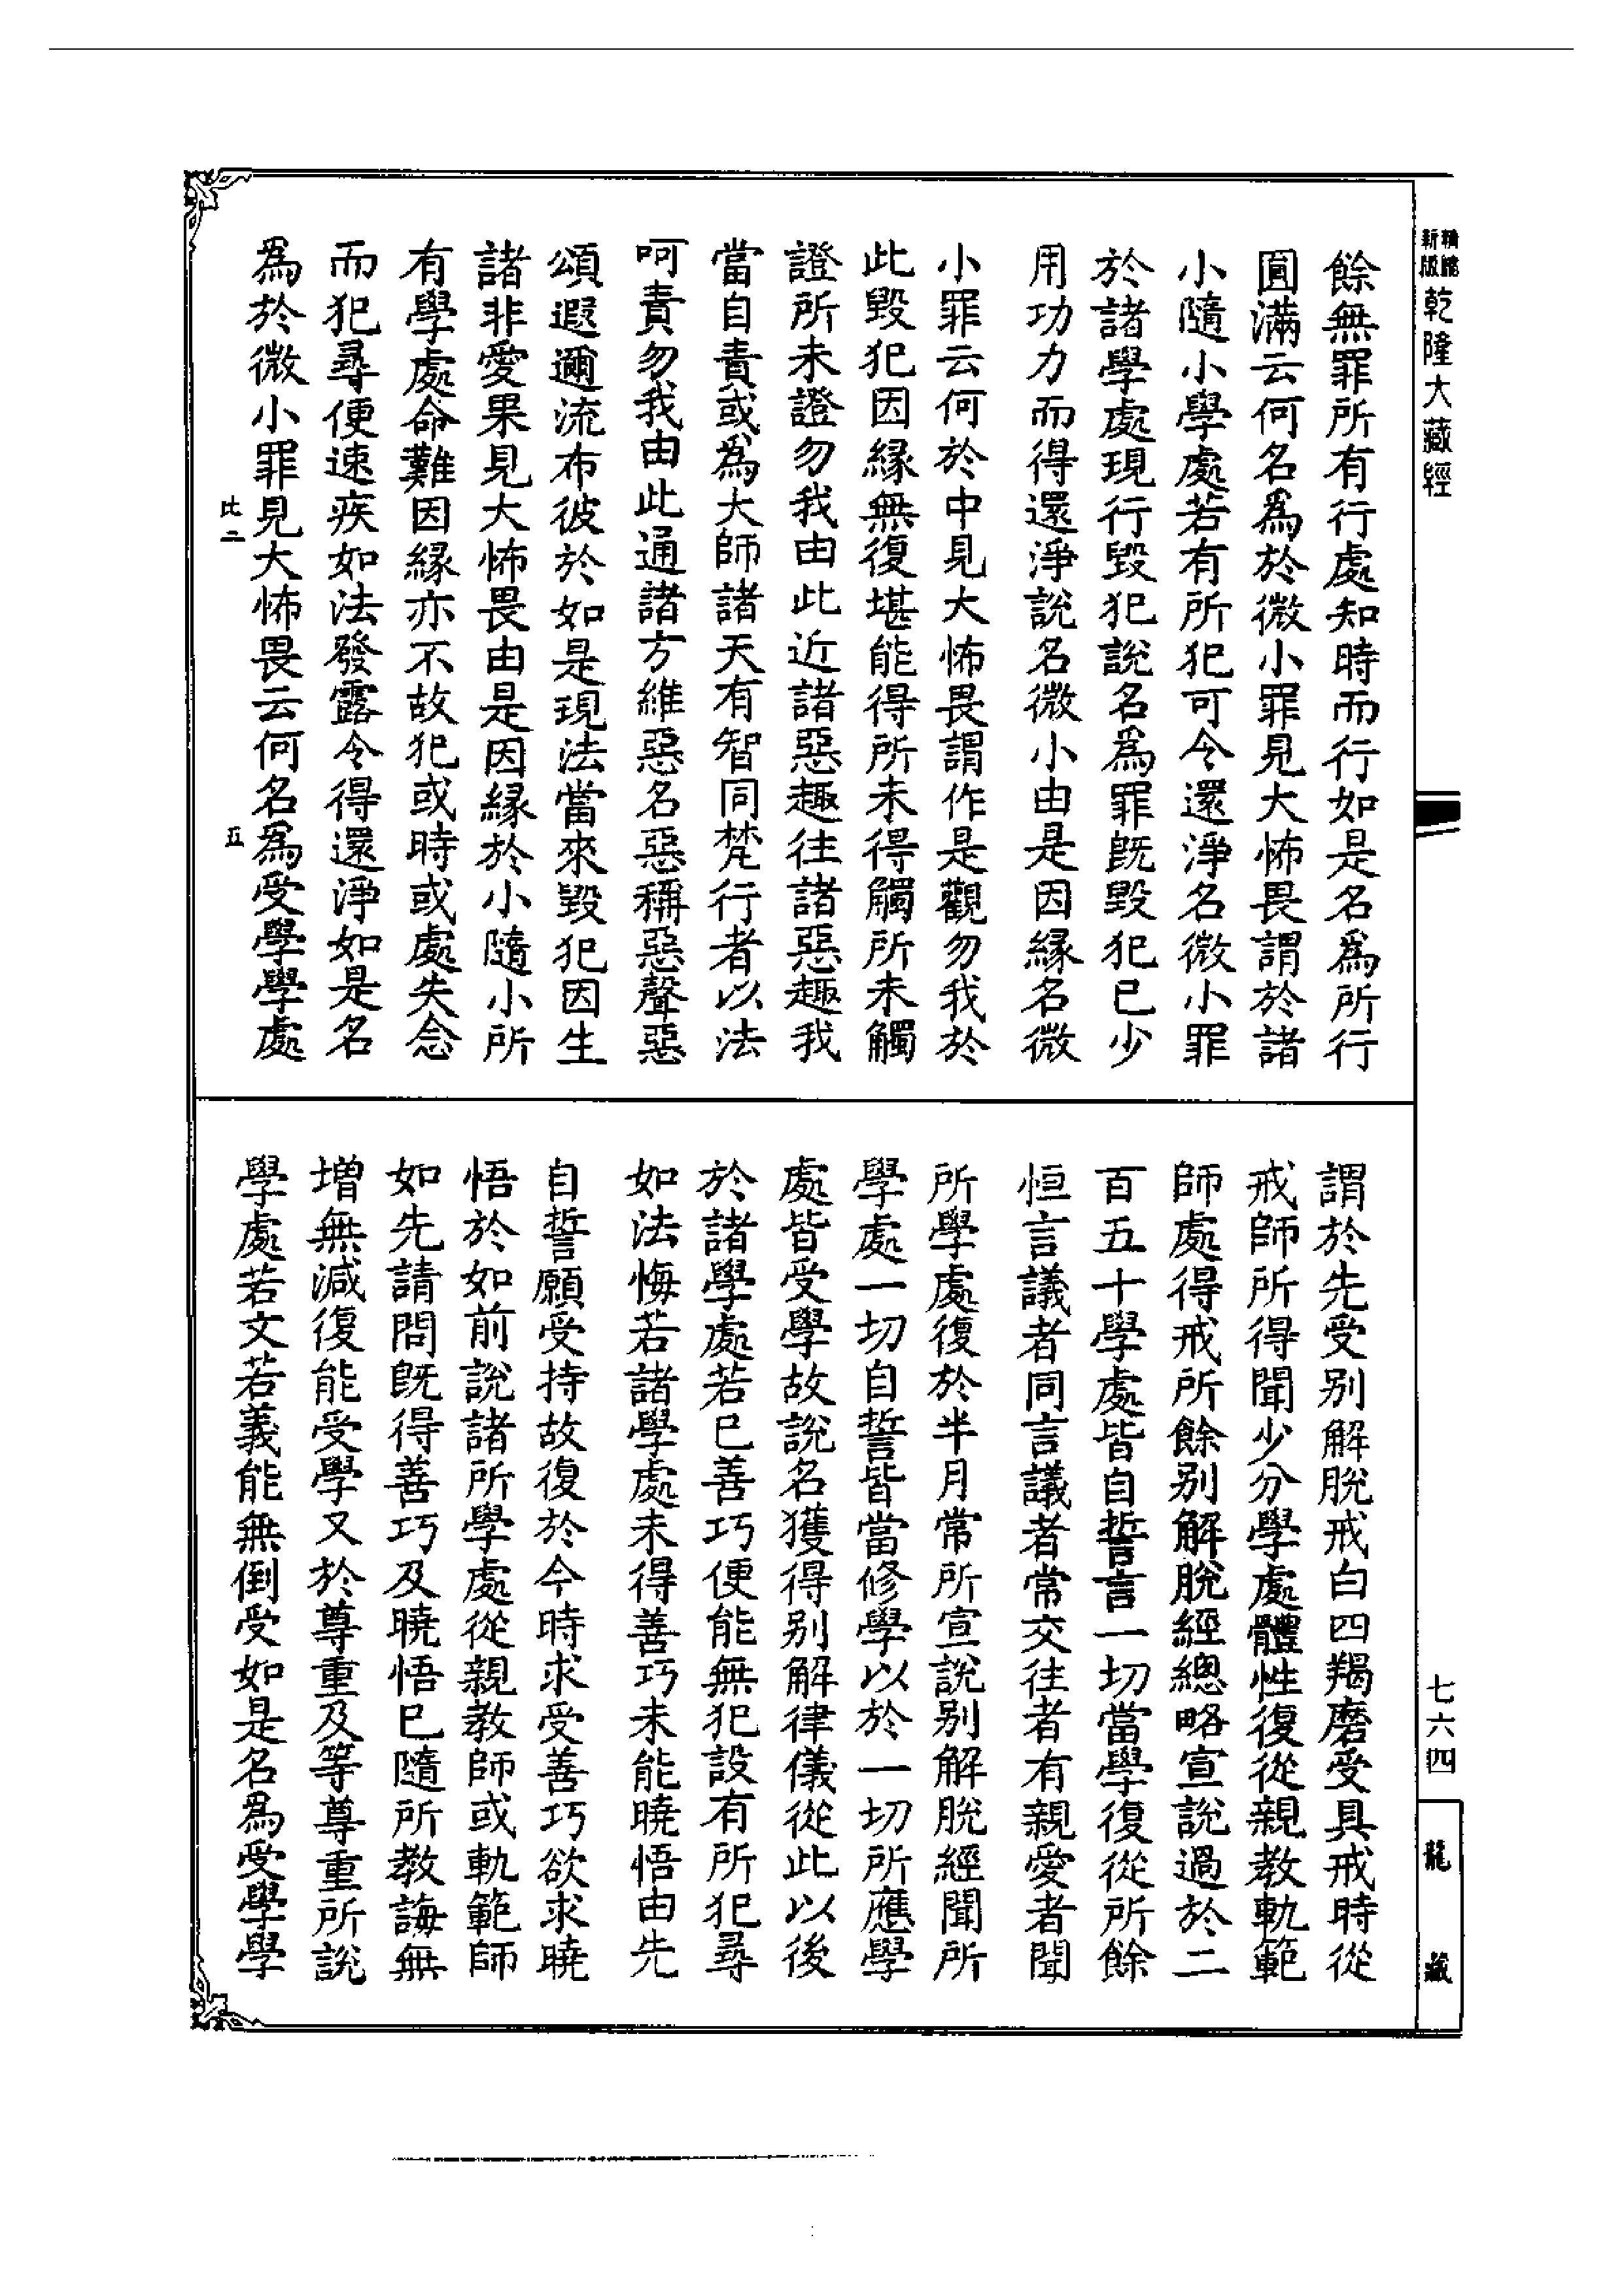 新版
乾隆大藏經
餘無罪所有行處知時而行如是名爲所行
圓滿云何名爲於微小罪見大怖畏謂於諸
小隨小學處若有所犯可令還淨名微小罪
於諸學處現行毀犯說名爲罪旣毀犯已少
用功力而得還淨說名微小由是因緣名微
小罪云何於中見大怖畏謂作是觀勿我於
此毀犯因緣無復堪能得所未得觸所未觸
證所未證勿我由此近諸惡趣往諸惡趣我
當自責或爲大師諸天有智同梵行者以法
呵責勿我由此通諸方維惡名惡稱惡聲惡
頌遐邇流布彼於如是現法當來毀犯因生
諸非愛果見大怖畏由是因緣於小隨小所
有學處命難因緣亦不故犯或時或處失念
而犯尋便速疾如法發露令得還淨如是名
爲於微小罪見大怖畏云何名爲受學學處
比二
五
謂於先受别解脫戒白四羯磨受具戒時從
戒師所得聞少分學處體性復從親教軌範
師處得戒所餘别解脫經總略宣說過於二
百五十學處皆自誓言一切當學復從所餘
恒言議者同言議者常交往者有親愛者聞
所學處復於半月常所宣說别解脫經聞所
學處一切自誓皆當修學以於一切所應學
處皆受學故說名獲得别解律儀從此以後
於諸學處若已善巧便能無犯設有所犯尋
如法悔若諸學處未得善巧未能曉悟由先
自誓願受持故復於今時求受善巧欲求曉
悟於如前說諸所學處從親教師或軌範師
如先請問旣得善巧及曉悟已隨所教誨無
增無減復能受學又於尊重及等尊重所說
學處若文若義能無倒受如是名爲受學學
七六四
龍藏